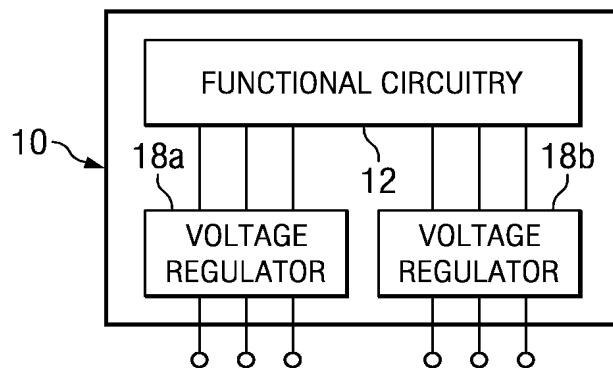 FUNCTIONAL CIRCUITRY
10
18a
12
18b
VOLTAGE
REGULATOR
VOLTAGE
REGULATOR